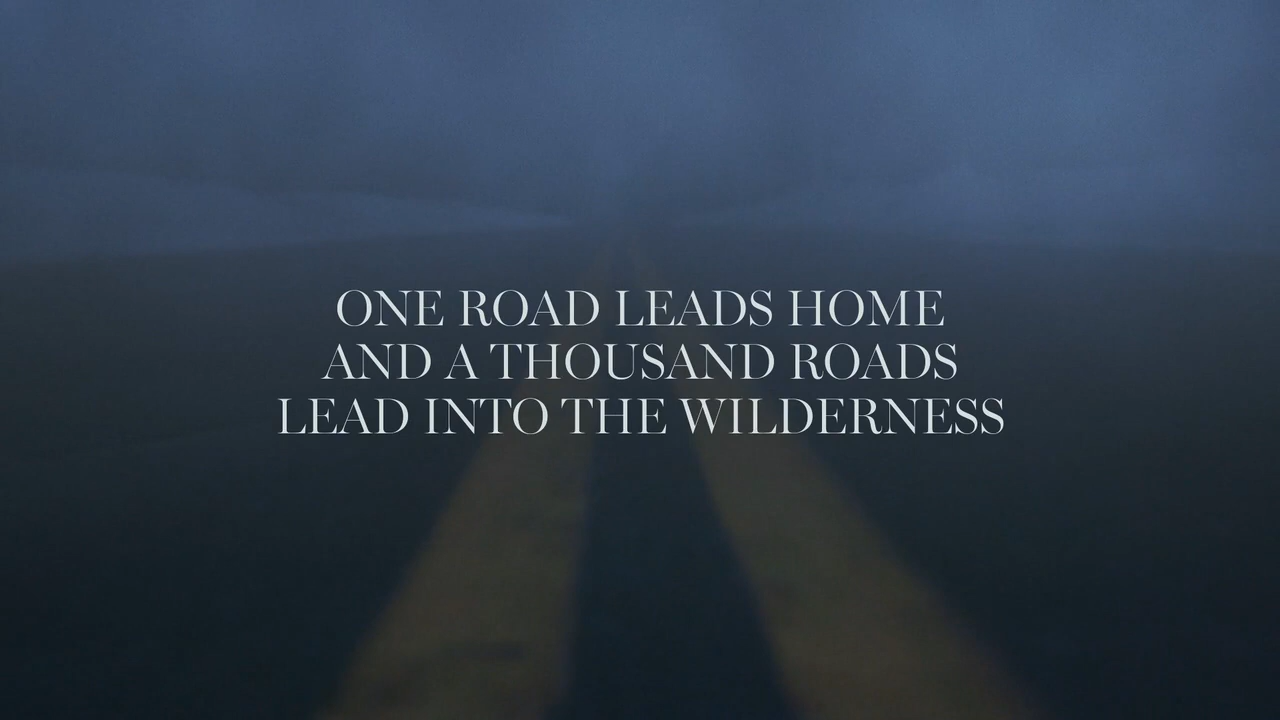 ONE ROAD LEADS HOME
AND A THOUSAND ROADS
LEAD INTO THE WILDERNESS